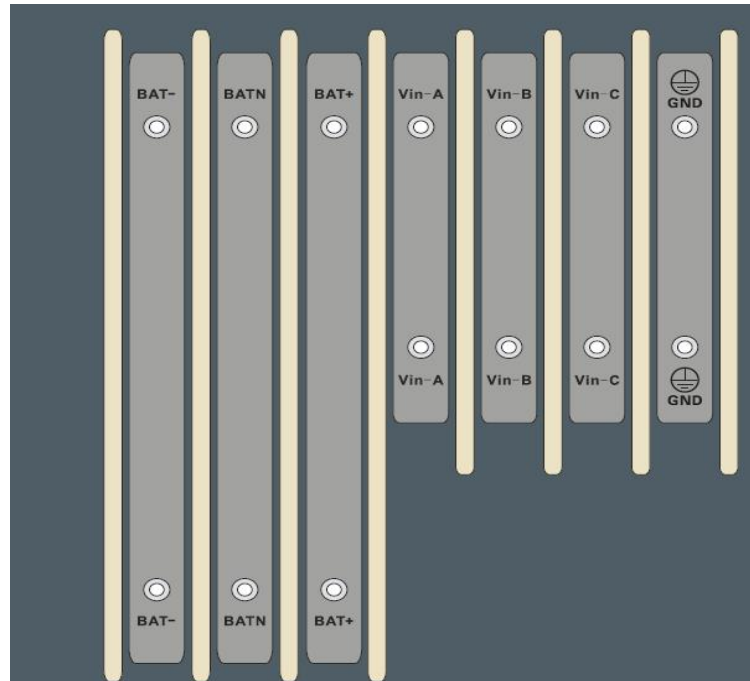 BAT-
BATN
BAT+
Vin-A
Vin-B
Vin-C
GND
Vin-A
Vin-B
Vin-C
GND
BAT-
BATN
BAT+